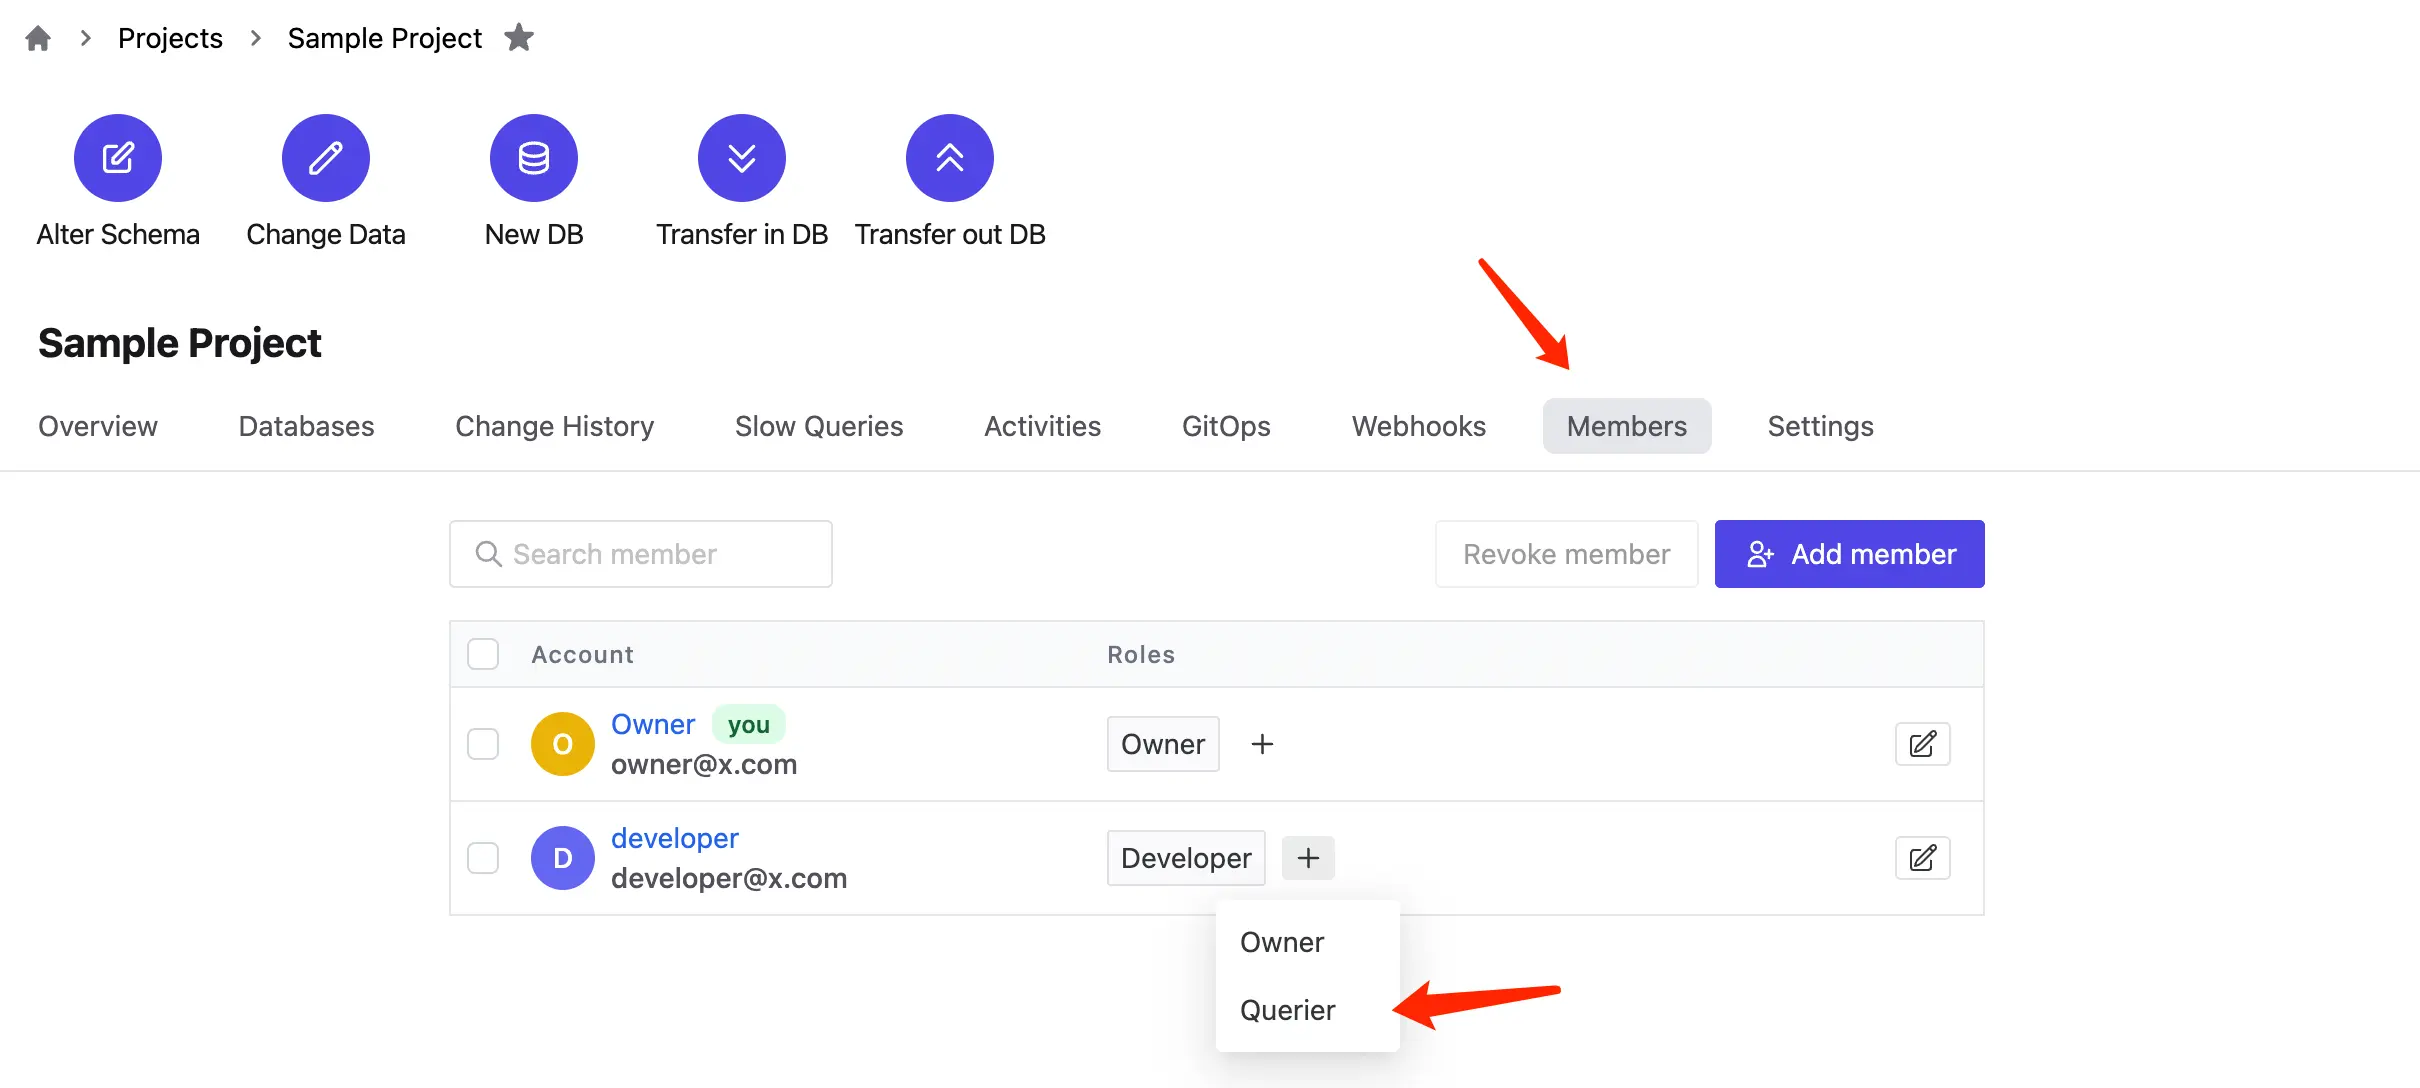 Projects
Sample Project
Alter Schema
Change Data
New DB
Transfer in DB
Transfer out DB
Sample Project
Overview
Databases
Change History
Slow Queries
Activities
GitOps
Webhooks
Members
Settings
Search member
Revoke member
Add member
Account
Roles
O
Owner
you
owner@x.com
Owner
D
developer
developer@x.com
Developer
Owner
Querier